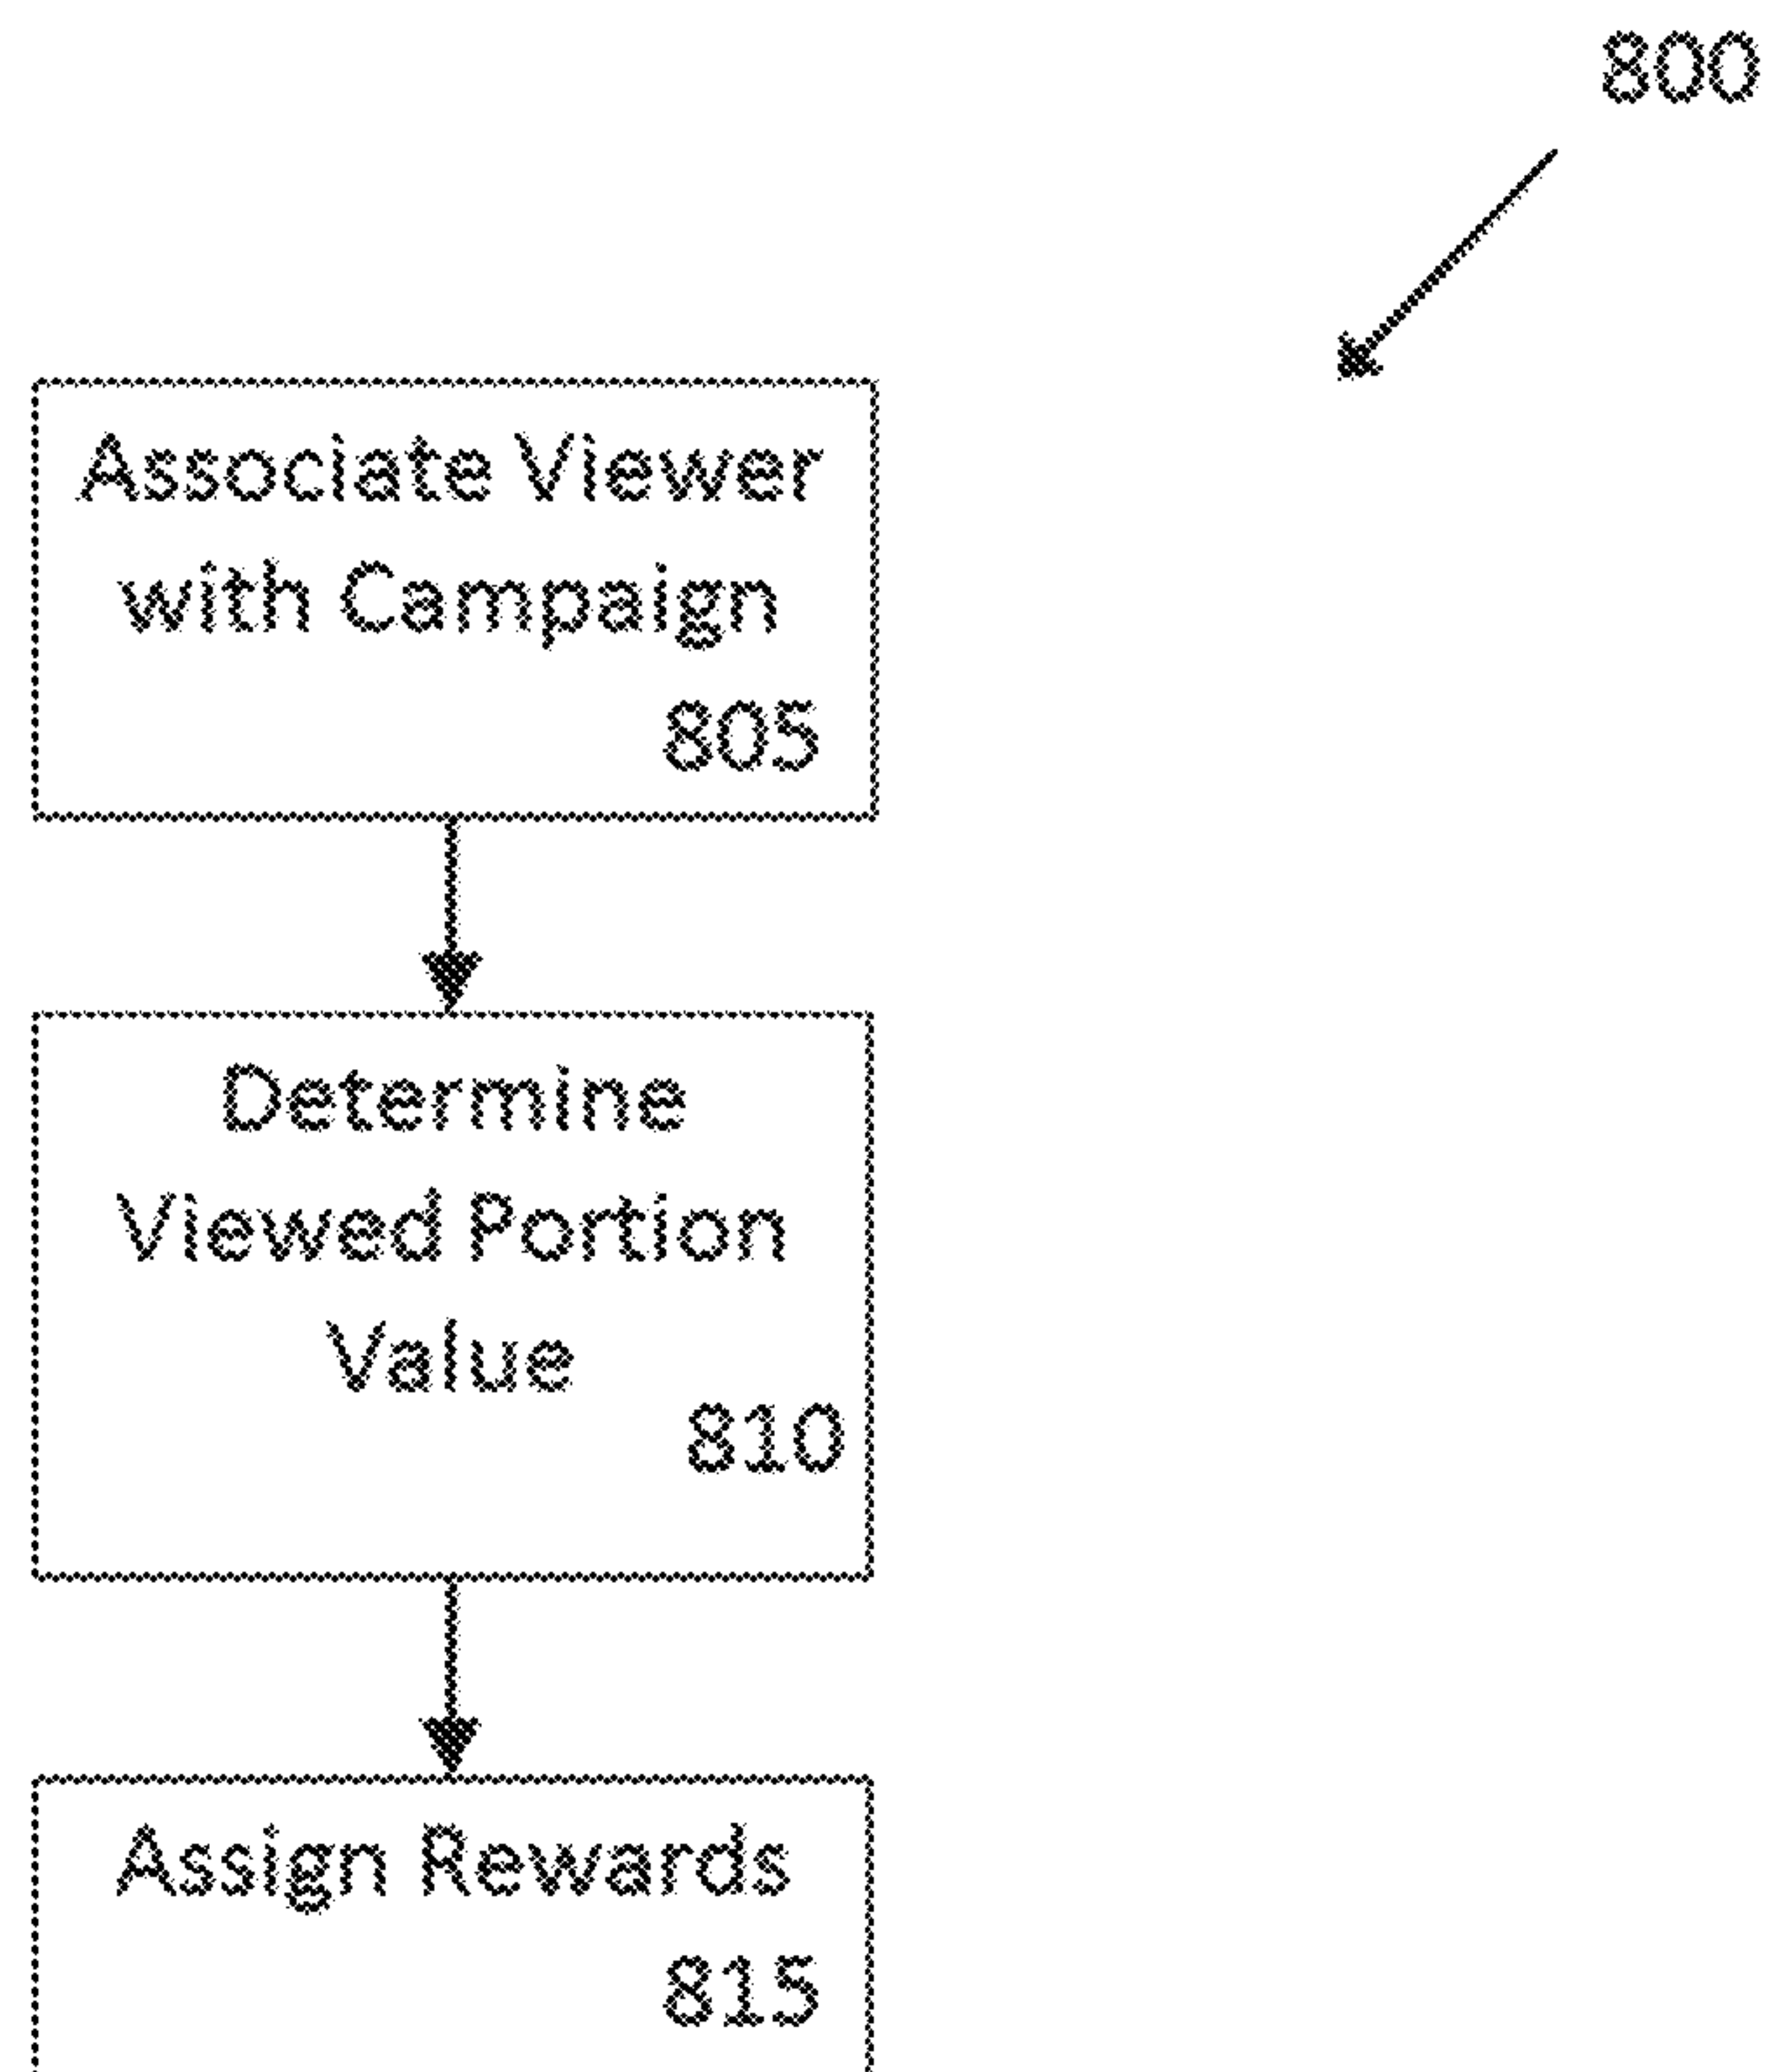 800
Associate Viewer
with Campaign
805
Determine
Viewed Portion
Value
810
Assign Rewards
815